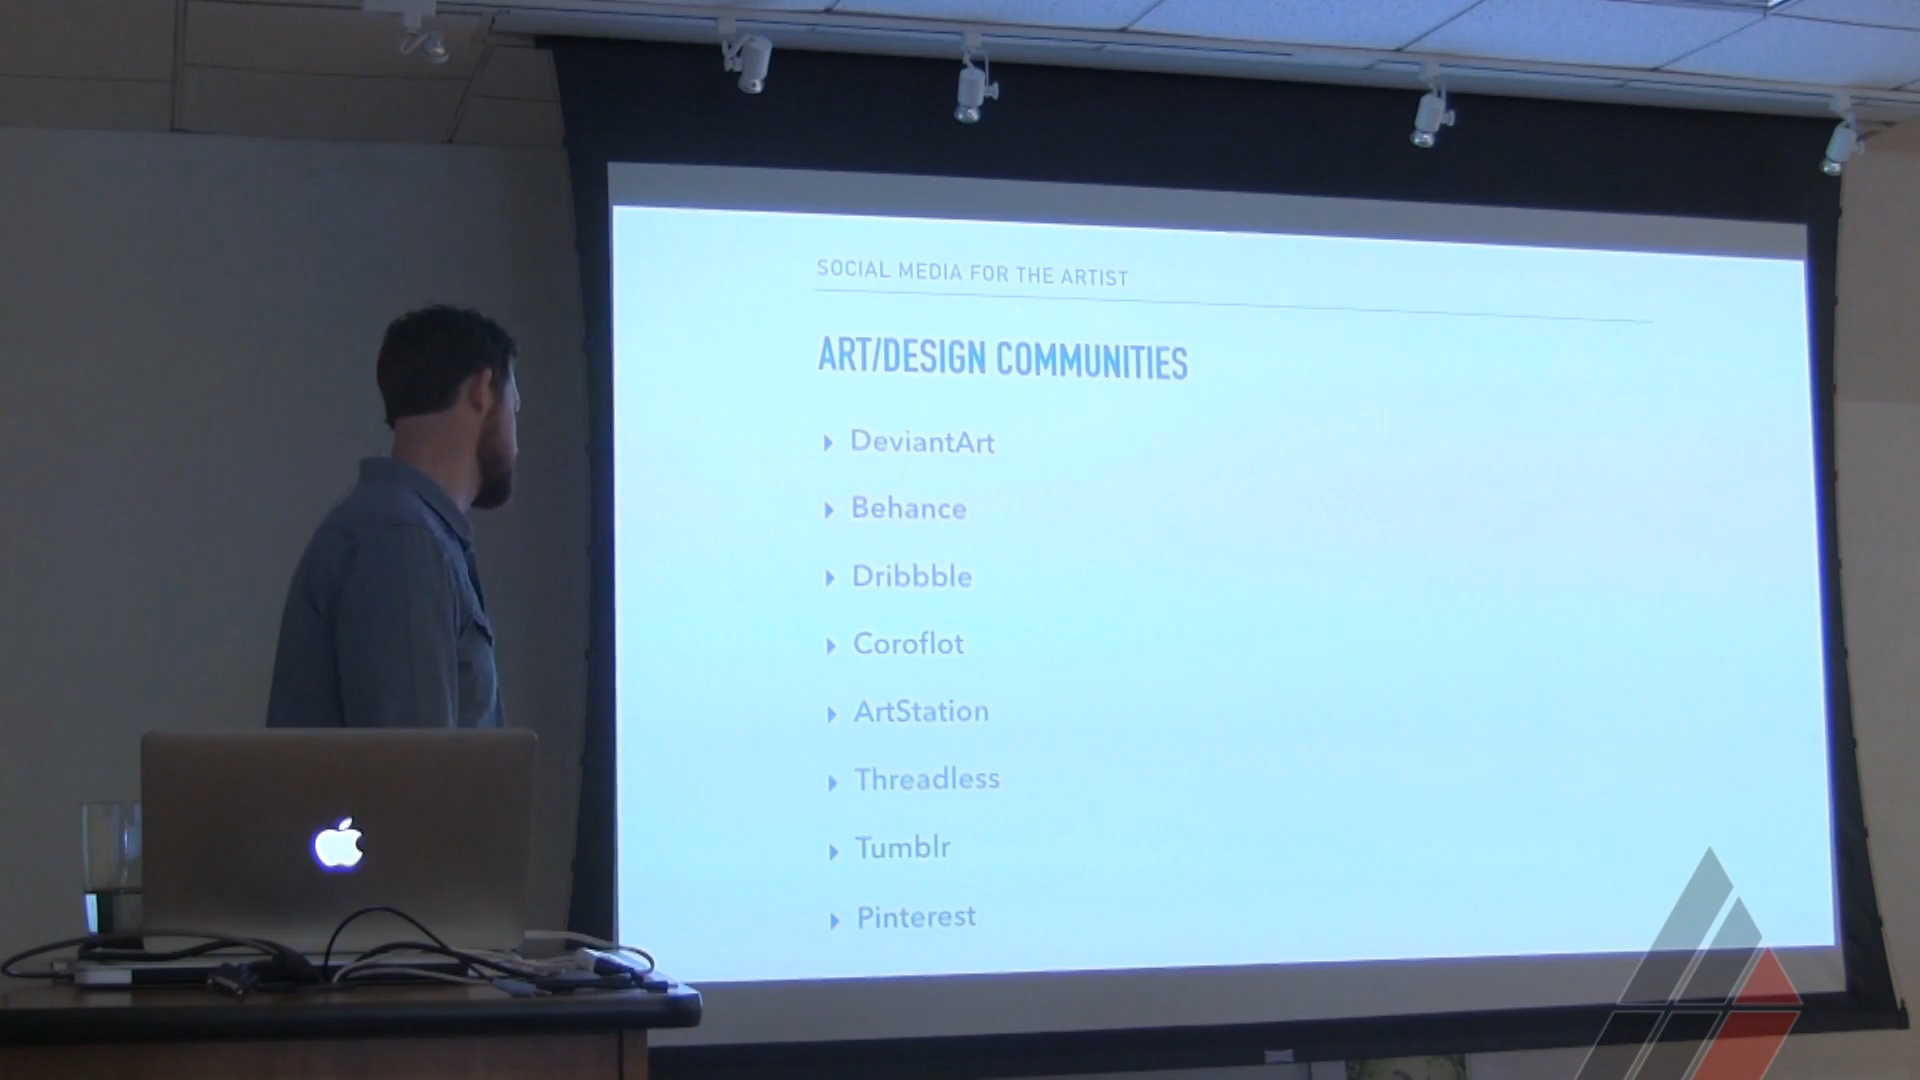 SOCIAL MEDIA FOR THE ARTIST
ART/DESIGN COMMUNITIES
DeviantArt
Behance
Dribbble
Coroflot
ArtStation
Threadless
Tumblr
Pinterest